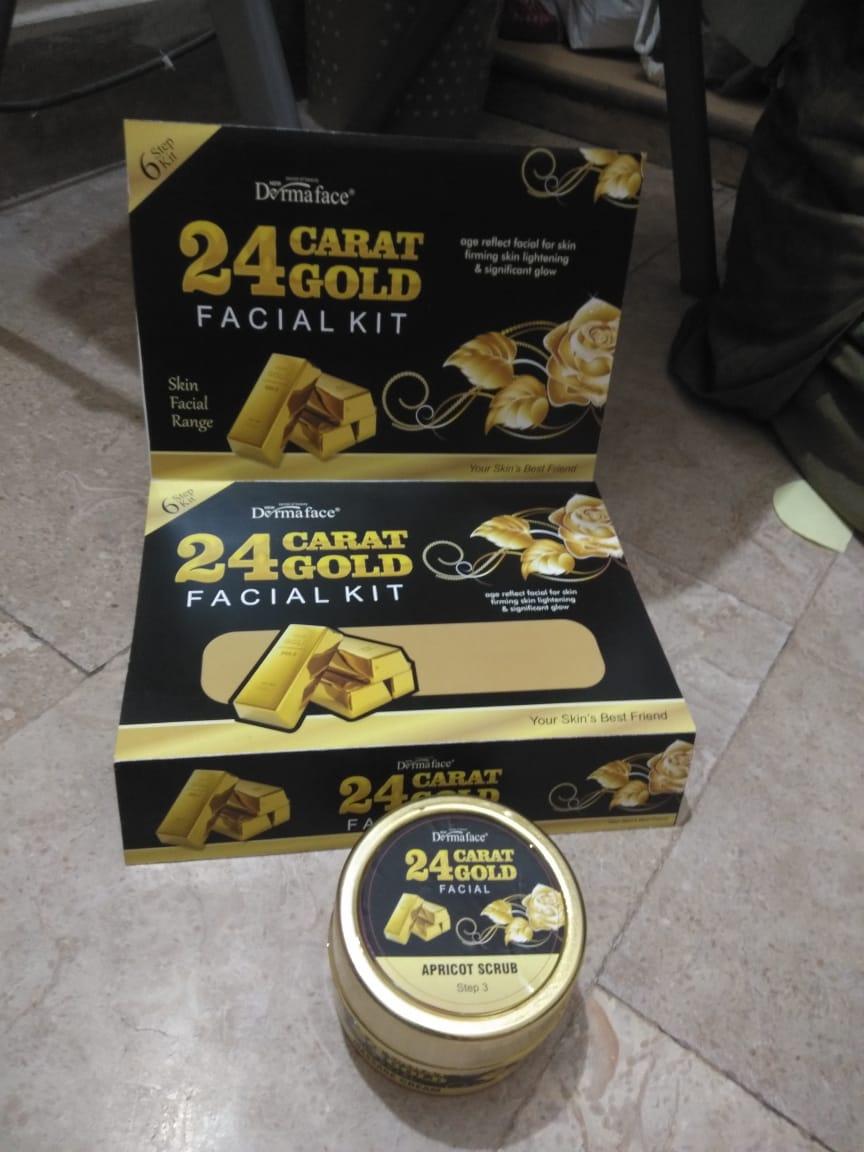 6 Step
Kit
Dermaface®
24 CARAT
GOLD
FACIAL KIT
age reflect facial for skin
firming skin lightening
& significant glow
Skin
Facial
Range
Your Skin's Best Friend
6 Step
Kit
Dermaface®
24 CARAT
GOLD
FACIAL KIT
age reflect facial for skin
firming skin lightening
& significant glow
Your Skin's Best Friend
Dermaface®
24 CARAT
GOLD
FA
Dermaface®
24 CARAT
GOLD
FACIAL
APRICOT SCRUB
Step 3
CREAM